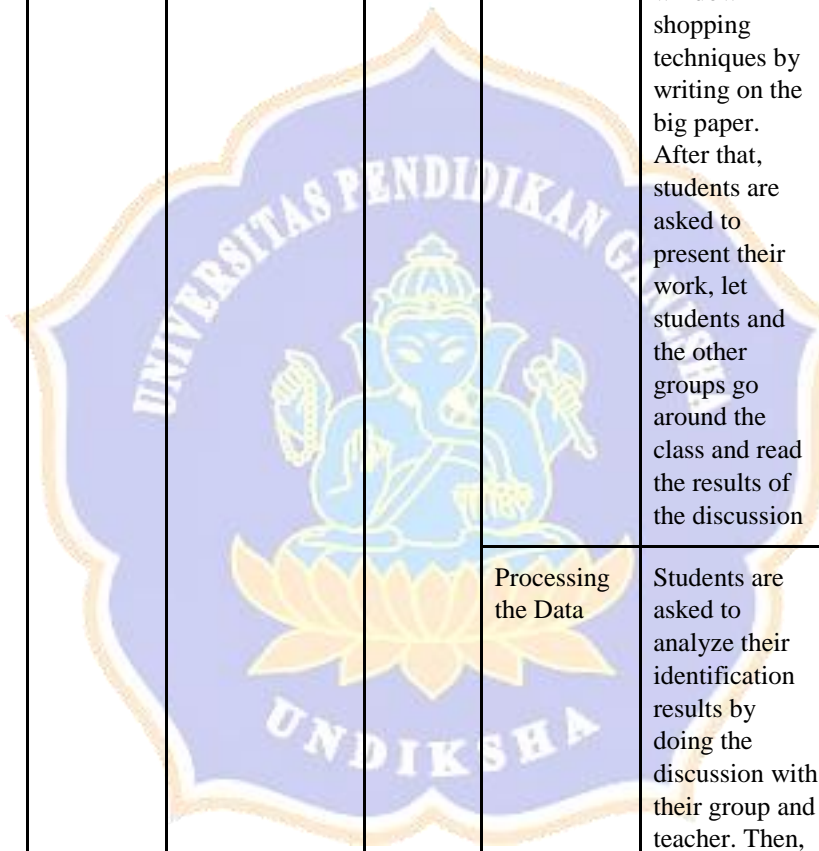 shopping
techniques by
writing on the
big paper.
After that,
students are
asked to
present their
work, let
students and
the other
groups go
around the
class and read
the results of
the discussion
Processing
the Data
Students are
asked to
analyze their
identification
results by
doing the
discussion with
their group and
teacher. Then,
UNIVERSITAS PENDIDIKAN GANESHA
UNDIKSHA